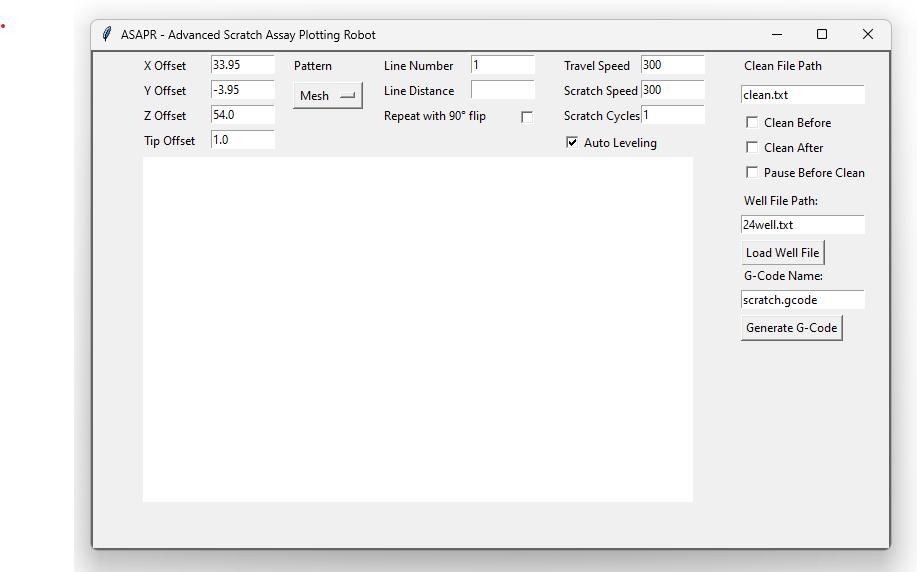 ASAPR - Advanced Scratch Assay Plotting Robot
X Offset 33.95 Pattern Line Number 1 Travel Speed 300 Clean File Path
Y Offset -3.95 Mesh Line Distance Scratch Speed 300 clean.txt
Z Offset 54.0 Repeat with 90° flip Scratch Cycles 1 Clean Before
Tip Offset 1.0 Auto Leveling Clean After
Pause Before Clean
Well File Path:
24well.txt
Load Well File
G-Code Name:
scratch.gcode
Generate G-Code